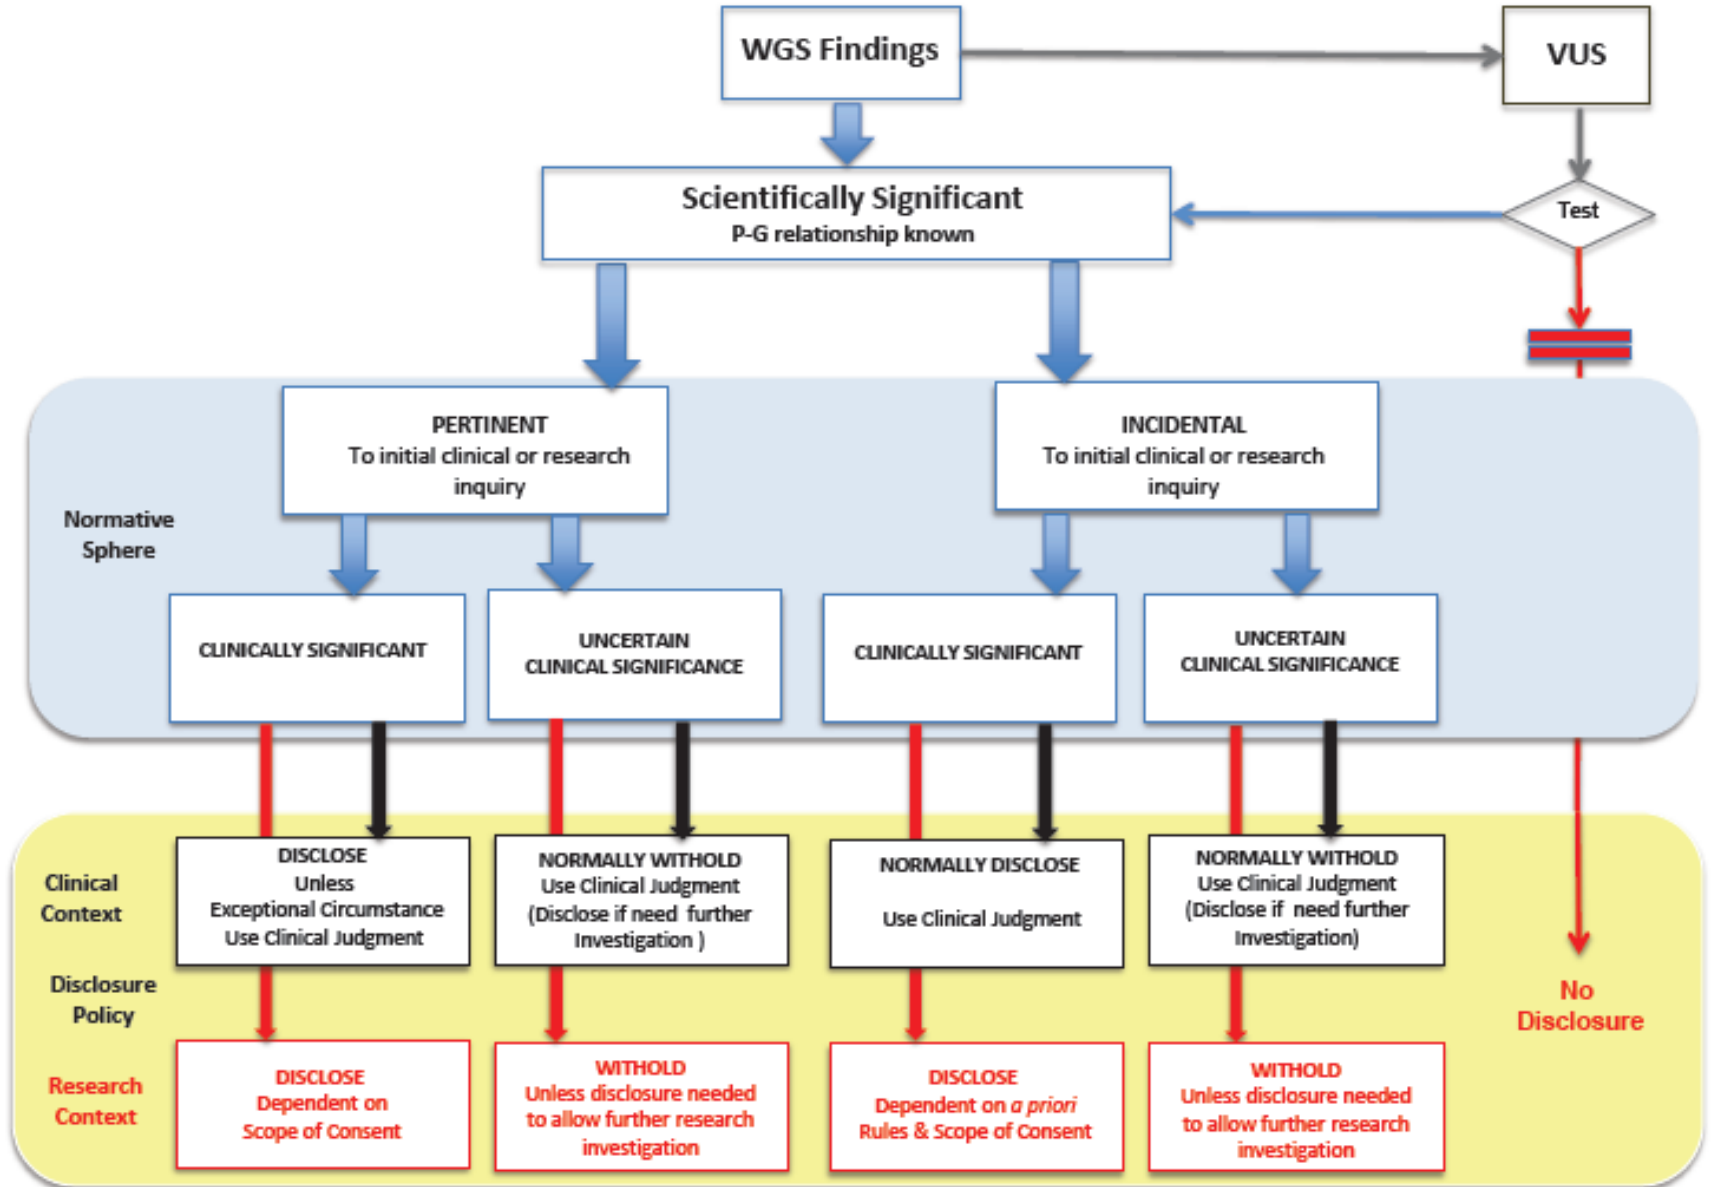 WGS Findings
VUS
Scientifically Significant
P-G relationship known
Test
PERTINENT
To initial clinical or research
inquiry
INCIDENTAL
To initial clinical or research
inquiry
Normative
Sphere
CLINICALLY SIGNIFICANT
UNCERTAIN
CLINICAL SIGNIFICANCE
CLINICALLY SIGNIFICANT
UNCERTAIN
CLINICAL SIGNIFICANCE
Clinical
Context
DISCLOSE
Unless
Exceptional Circumstance
Use Clinical Judgment
NORMALLY WITHOLD
Use Clinical Judgment
(Disclose if need further
Investigation )
NORMALLY DISCLOSE
Use Clinical Judgment
NORMALLY WITHOLD
Use Clinical Judgment
(Disclose if need further
Investigation)
Disclosure
Policy
No
Disclosure
Research
Context
DISCLOSE
Dependent on
Scope of Consent
WITHOLD
Unless disclosure needed
to allow further research
investigation
DISCLOSE
Dependent on a priori
Rules & Scope of Consent
WITHOLD
Unless disclosure needed
to allow further research
investigation